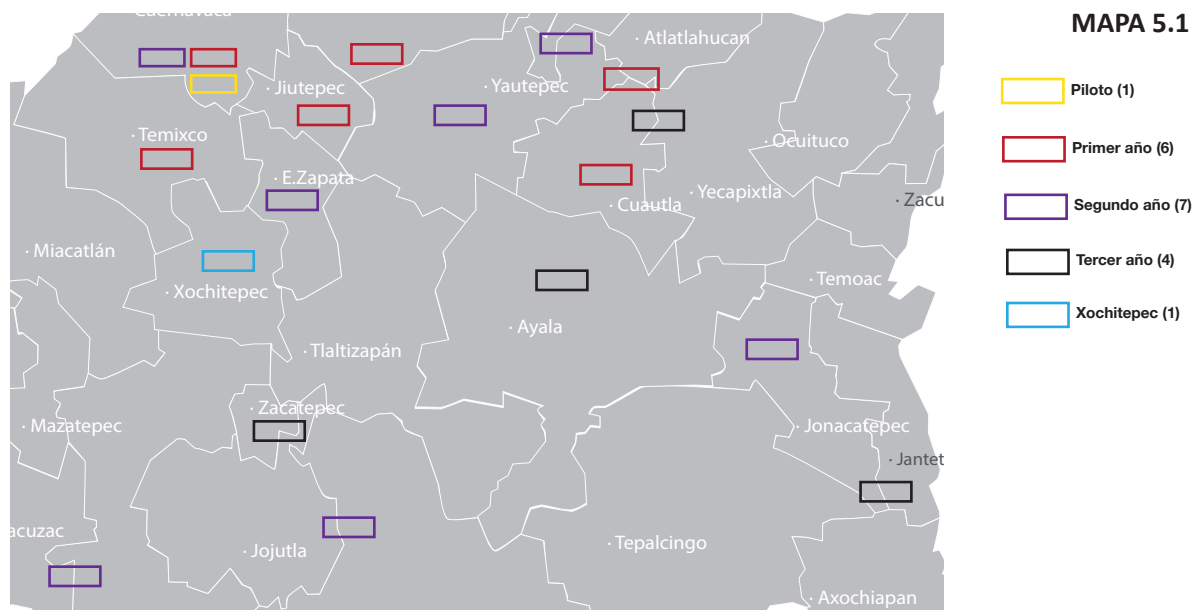 Cuernavaca
MAPA 5.1
· Atlatlahucan
· Jiutepec
Yautepec ·
Piloto (1)
· Temixco
· Ocuituco
Primer año (6)
· E.Zapata
· Yecapixtla
· Cuautla
· Zacu
Segundo año (7)
· Miacatlán
Tercer año (4)
· Temoac
· Xochitepec
Xochitepec (1)
· Ayala
· Tlaltizapán
· Zacatepec
· Mazatepec
· Jonacatepec
· Jantet
acuzac
· Jojutla
· Tepalcingo
· Axochiapan